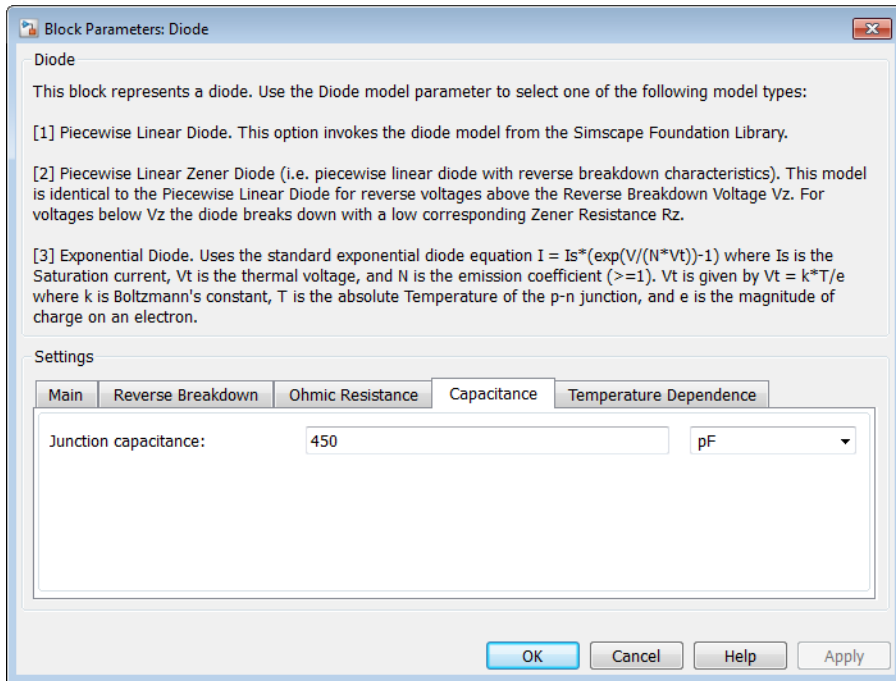 Block Parameters: Diode
Diode
This block represents a diode. Use the Diode model parameter to select one of the following model types:
[1] Piecewise Linear Diode. This option invokes the diode model from the Simscape Foundation Library.
[2] Piecewise Linear Zener Diode (i.e. piecewise linear diode with reverse breakdown characteristics). This model
is identical to the Piecewise Linear Diode for reverse voltages above the Reverse Breakdown Voltage Vz. For
voltages below Vz the diode breaks down with a low corresponding Zener Resistance Rz.
[3] Exponential Diode. Uses the standard exponential diode equation I = Is*(exp(V/(N*Vt))-1) where Is is the
Saturation current, Vt is the thermal voltage, and N is the emission coefficient (>=1). Vt is given by Vt = k*T/e
where k is Boltzmann's constant, T is the absolute Temperature of the p-n junction, and e is the magnitude of
charge on an electron.
Settings
Main Reverse Breakdown Ohmic Resistance Capacitance Temperature Dependence
Junction capacitance: 450 pF
OK Cancel Help Apply